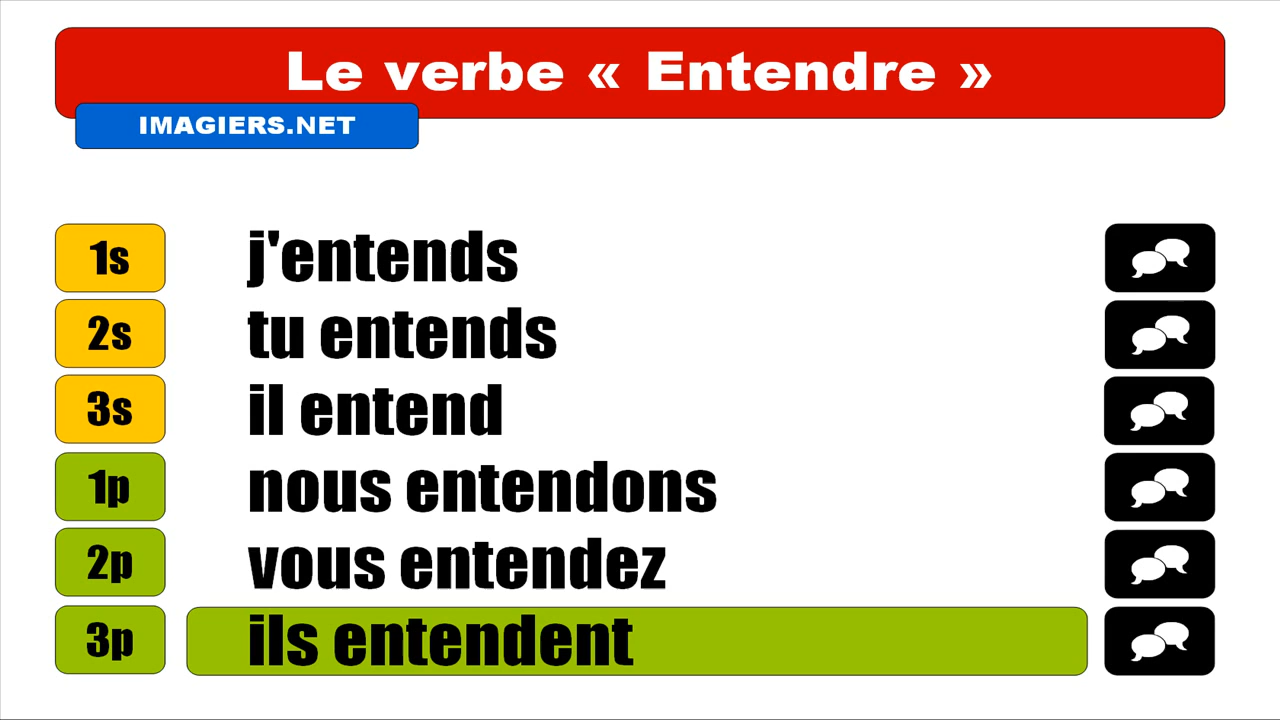 Le verbe « Entendre »
IMAGIERS.NET
1s j'entends
2s tu entends
3s il entend
1p nous entendons
2p vous entendez
3p ils entendent